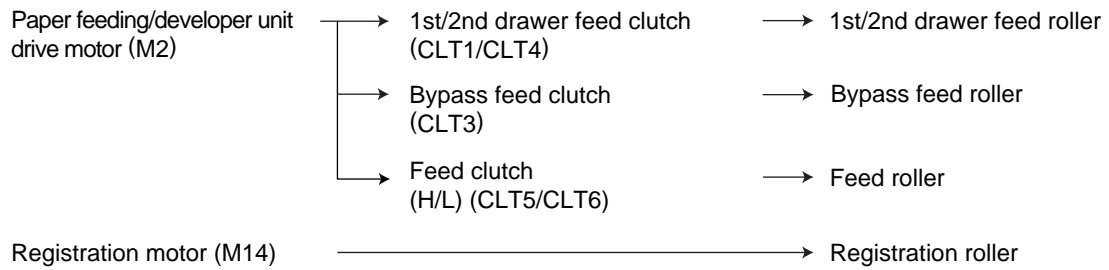 Paper feeding/developer unit
drive motor (M2)
1st/2nd drawer feed clutch
(CLT1/CLT4)
1st/2nd drawer feed roller
Bypass feed clutch
(CLT3)
Bypass feed roller
Feed clutch
(H/L) (CLT5/CLT6)
Feed roller
Registration motor (M14)
Registration roller